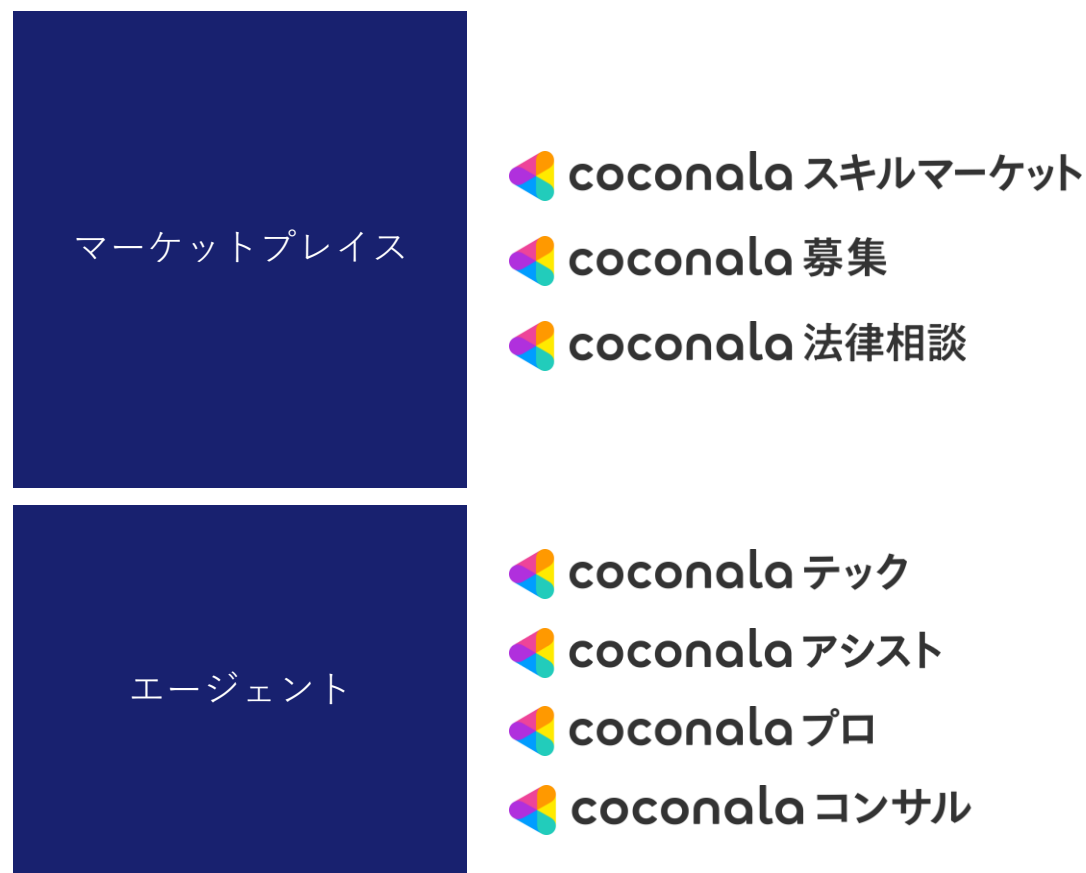 マーケットプレイス
coconala スキルマーケット
coconala 募集
coconala 法律相談
エージェント
coconala テック
coconala アシスト
coconala プロ
coconala コンサル